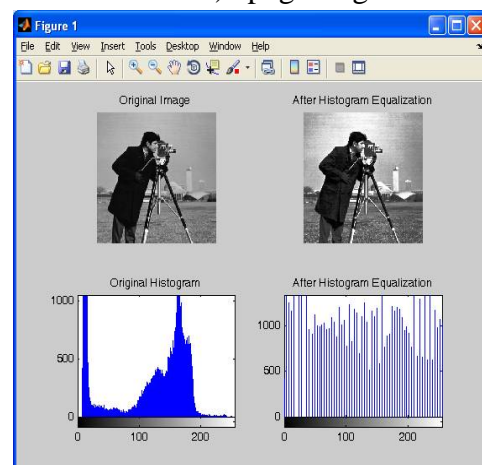 Figure 1
File Edit View Insert Tools Desktop Window Help
Original Image
After Histogram Equalization
Original Histogram
After Histogram Equalization
1000
500
0
0 100 200
1000
500
0
0 100 200